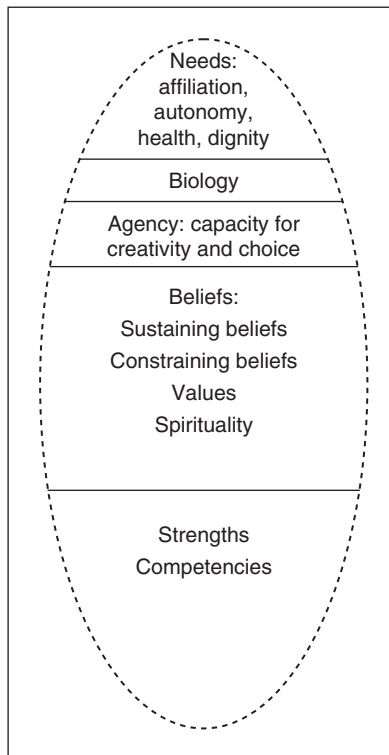 Needs:
affiliation,
autonomy,
health, dignity
Biology
Agency: capacity for
creativity and choice
Beliefs:
Sustaining beliefs
Constraining beliefs
Values
Spirituality
Strengths
Competencies